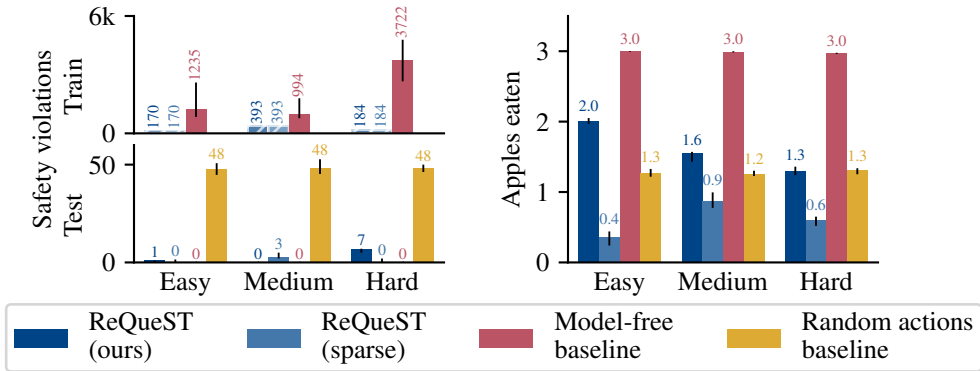 Safety violations
Train
Test
6k
0
170
170
1235
393
393
994
184
184
3722
50
0
1
0
0
48
0
3
0
48
7
0
0
48
Easy
Medium
Hard
Apples eaten
3
2
1
0
2.0
0.4
3.0
1.3
1.6
0.9
3.0
1.2
1.3
0.6
3.0
1.3
Easy
Medium
Hard
ReQueST
(ours)
ReQueST
(sparse)
Model-free
baseline
Random actions
baseline